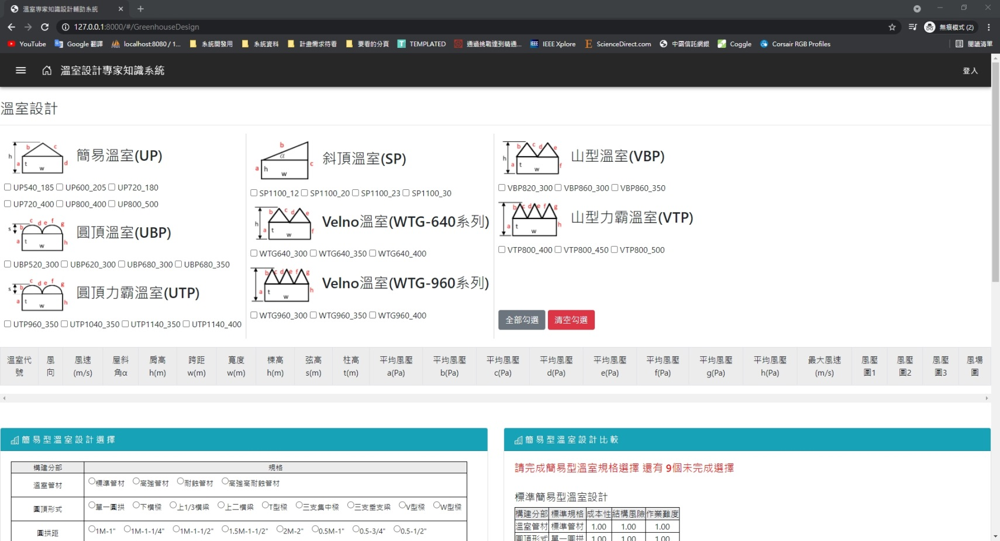 溫室專家知識設計輔助系統
127.0.0.1:8000/#/GreenhouseDesign
無痕模式 (2)
YouTube Google 翻譯 localhost:8080 / 1... 系統開發用 系統資料 計畫需求待看 要看的分頁 TEMPLATED 通過挑戰達到精通... IEEE Xplore ScienceDirect.com 中國信託網銀 Coggle Corsair RGB Profiles 閱讀清單
溫室設計專家知識系統 登入
溫室設計
h b c a t d w
簡易溫室(UP)
UP540_185 UP600_205 UP720_180
UP720_400 UP800_400 UP800_500
s b c d e f g a t h w
圓頂溫室(UBP)
UBP520_300 UBP620_300 UBP680_300 UBP680_350
s b c d e f g a t h w
圓頂力霸溫室(UTP)
UTP960_350 UTP1040_350 UTP1140_350 UTP1140_400
b α a h c w
斜頂溫室(SP)
SP1100_12 SP1100_20 SP1100_23 SP1100_30
h b c d e a t f w
Velno溫室(WTG-640系列)
WTG640_300 WTG640_350 WTG640_400
b c d e f g a t h w
Velno溫室(WTG-960系列)
WTG960_300 WTG960_350 WTG960_400
h b c d e a t f w
山型溫室(VBP)
VBP820_300 VBP860_300 VBP860_350
b c d e f g a t h w
山型力霸溫室(VTP)
VTP800_400 VTP800_450 VTP800_500
全部勾選 清空勾選
溫室代號 風向 風速(m/s) 屋斜角α 肩高h(m) 跨距w(m) 寬度w(m) 棟高h(m) 弦高s(m) 柱高t(m) 平均風壓a(Pa) 平均風壓b(Pa) 平均風壓c(Pa) 平均風壓d(Pa) 平均風壓e(Pa) 平均風壓f(Pa) 平均風壓g(Pa) 平均風壓h(Pa) 最大風速(m/s) 風壓圖1 風壓圖2 風壓圖3 風場圖
簡易型溫室設計選擇
構建分部 規格
溫室管材 標準管材 高強管材 耐蝕管材 高強高耐蝕管材
圓頂形式 單一圓拱 下橫樑 上1/3橫梁 上二橫梁 T型樑 三支集中樑 三支垂支梁 V型樑 W型樑
圓拱距 1M-1" 1M-1-1/4" 1M-1-1/2" 1.5M-1-1/2" 2M-2" 0.5M-1" 0.5-3/4" 0.5-1/2"
簡易型溫室設計比較
請完成簡易型溫室規格選擇 還有 9個未完成選擇
標準簡易型溫室設計
構建分部 標準規格 成本性 結構風險 作業難度
溫室管材 標準管材 1.00 1.00 1.00
圓頂形式 單一圓拱 1.00 1.00 1.00